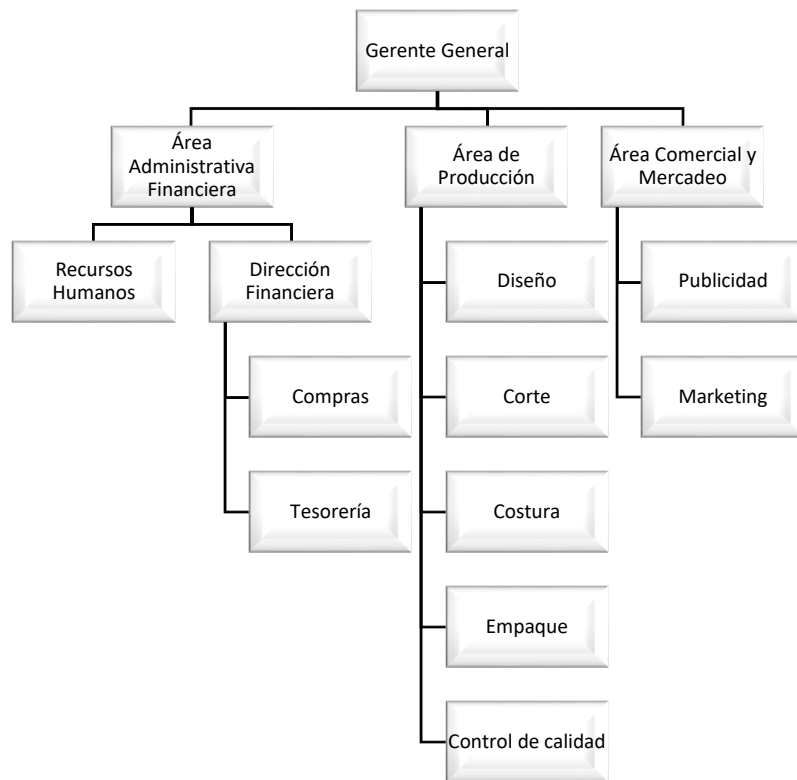 Gerente General
Área
Administrativa
Financiera
Área de
Producción
Área Comercial y
Mercadeo
Recursos
Humanos
Dirección
Financiera
Diseño
Publicidad
Compras
Corte
Marketing
Tesorería
Costura
Empaque
Control de calidad